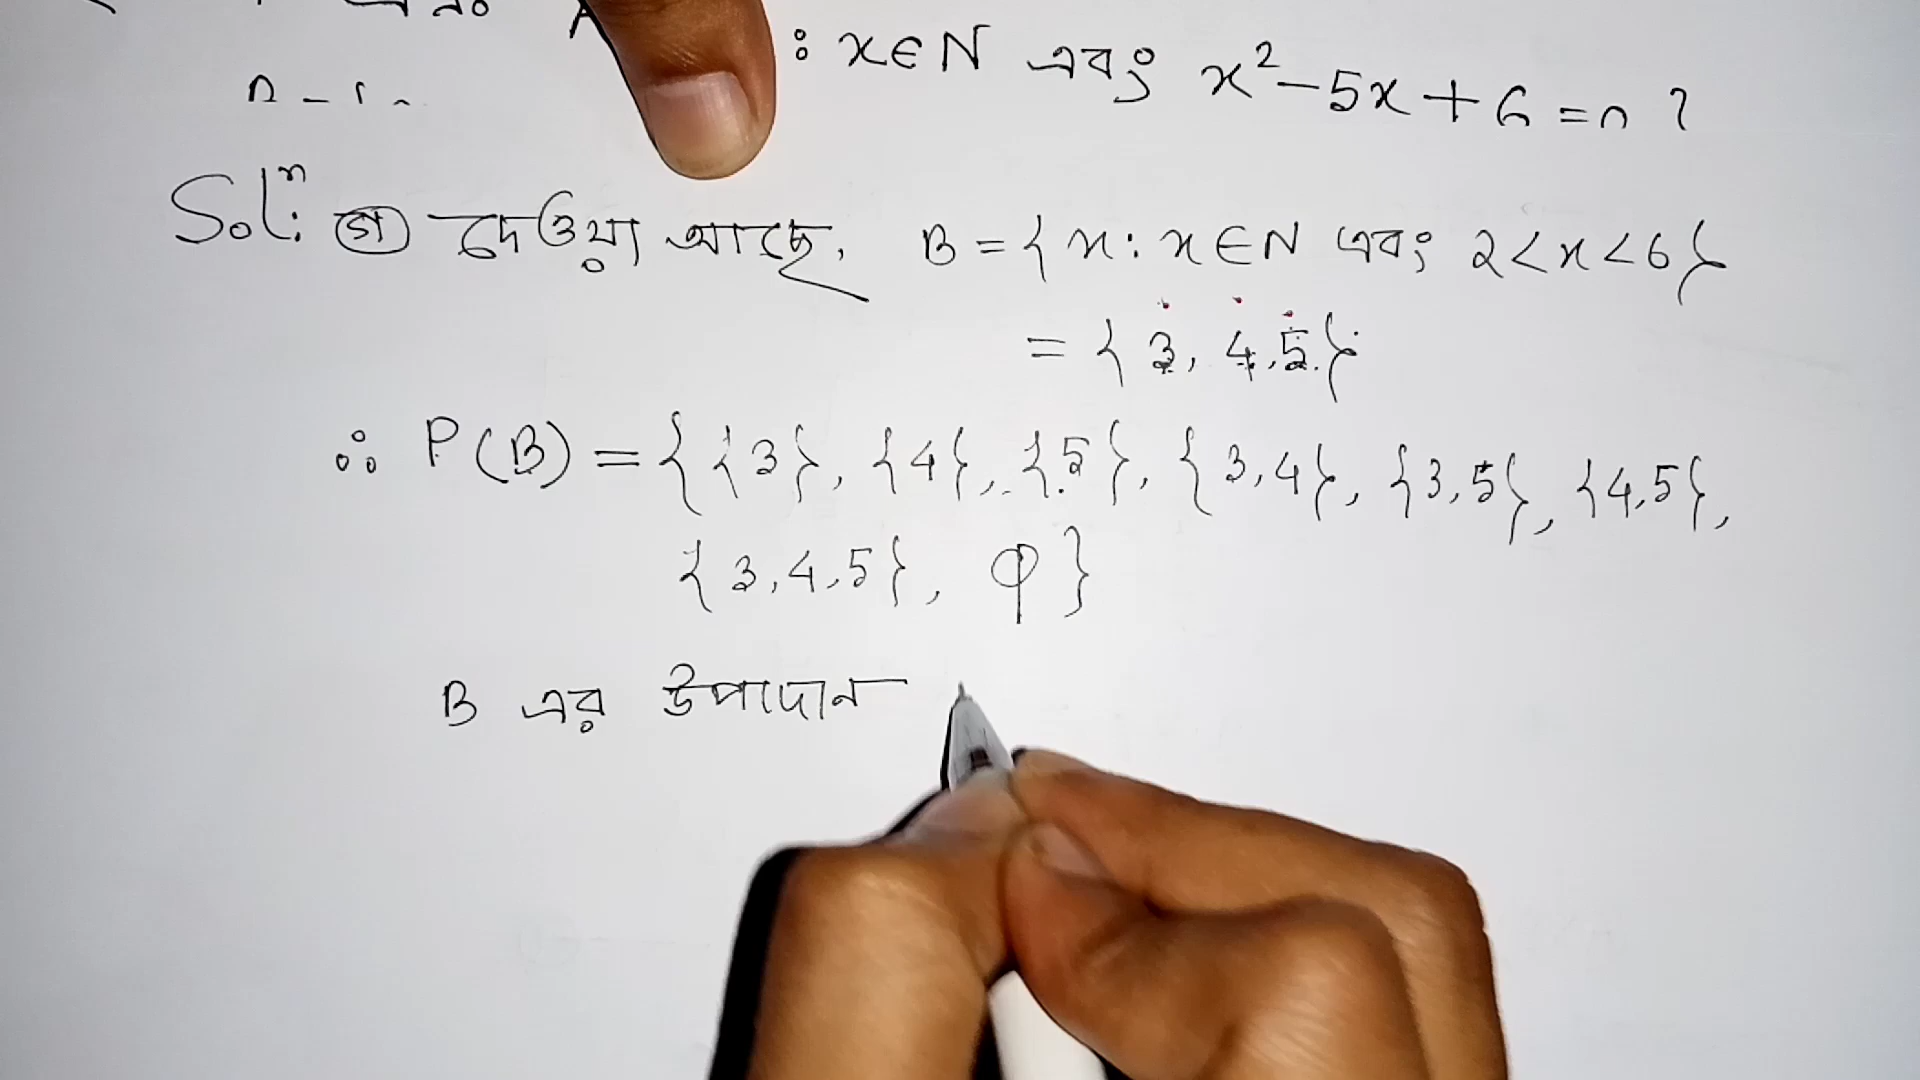 : x∈N এবং x²-5x+6=0 ?
Solⁿ: গ দেওয়া আছে, B={x: x∈N এবং 2<x<6}
= {3, 4, 5}
∴ P(B) = {{3}, {4}, {5}, {3,4}, {3,5}, {4,5},
{3,4,5}, φ}
B এর উপাদান